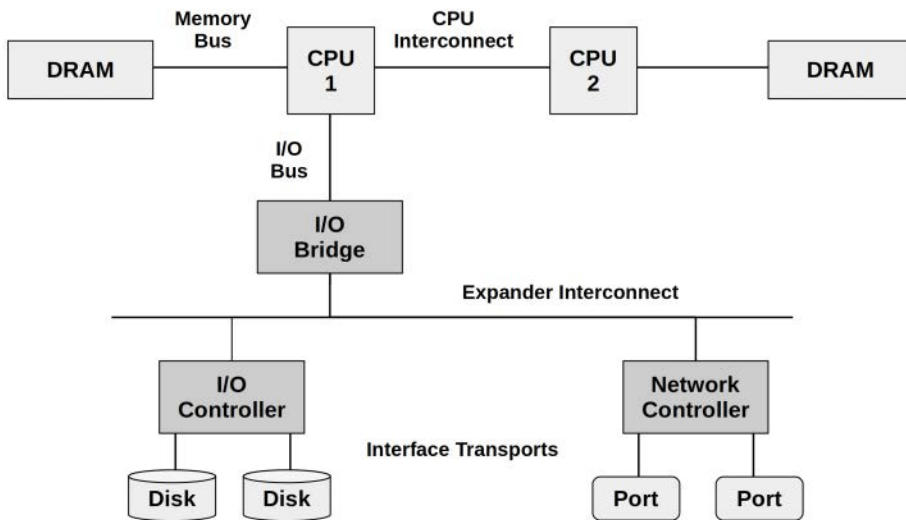 Memory
Bus
CPU
Interconnect
DRAM
CPU
1
CPU
2
DRAM
I/O
Bus
I/O
Bridge
Expander Interconnect
I/O
Controller
Network
Controller
Interface Transports
Disk
Disk
Port
Port